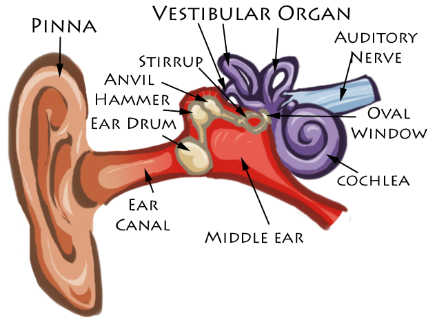 Vestibular Organ
Pinna
Auditory
Nerve
Stirrup
Anvil
Hammer
Ear Drum
Oval
Window
cochlea
Ear
Canal
Middle ear